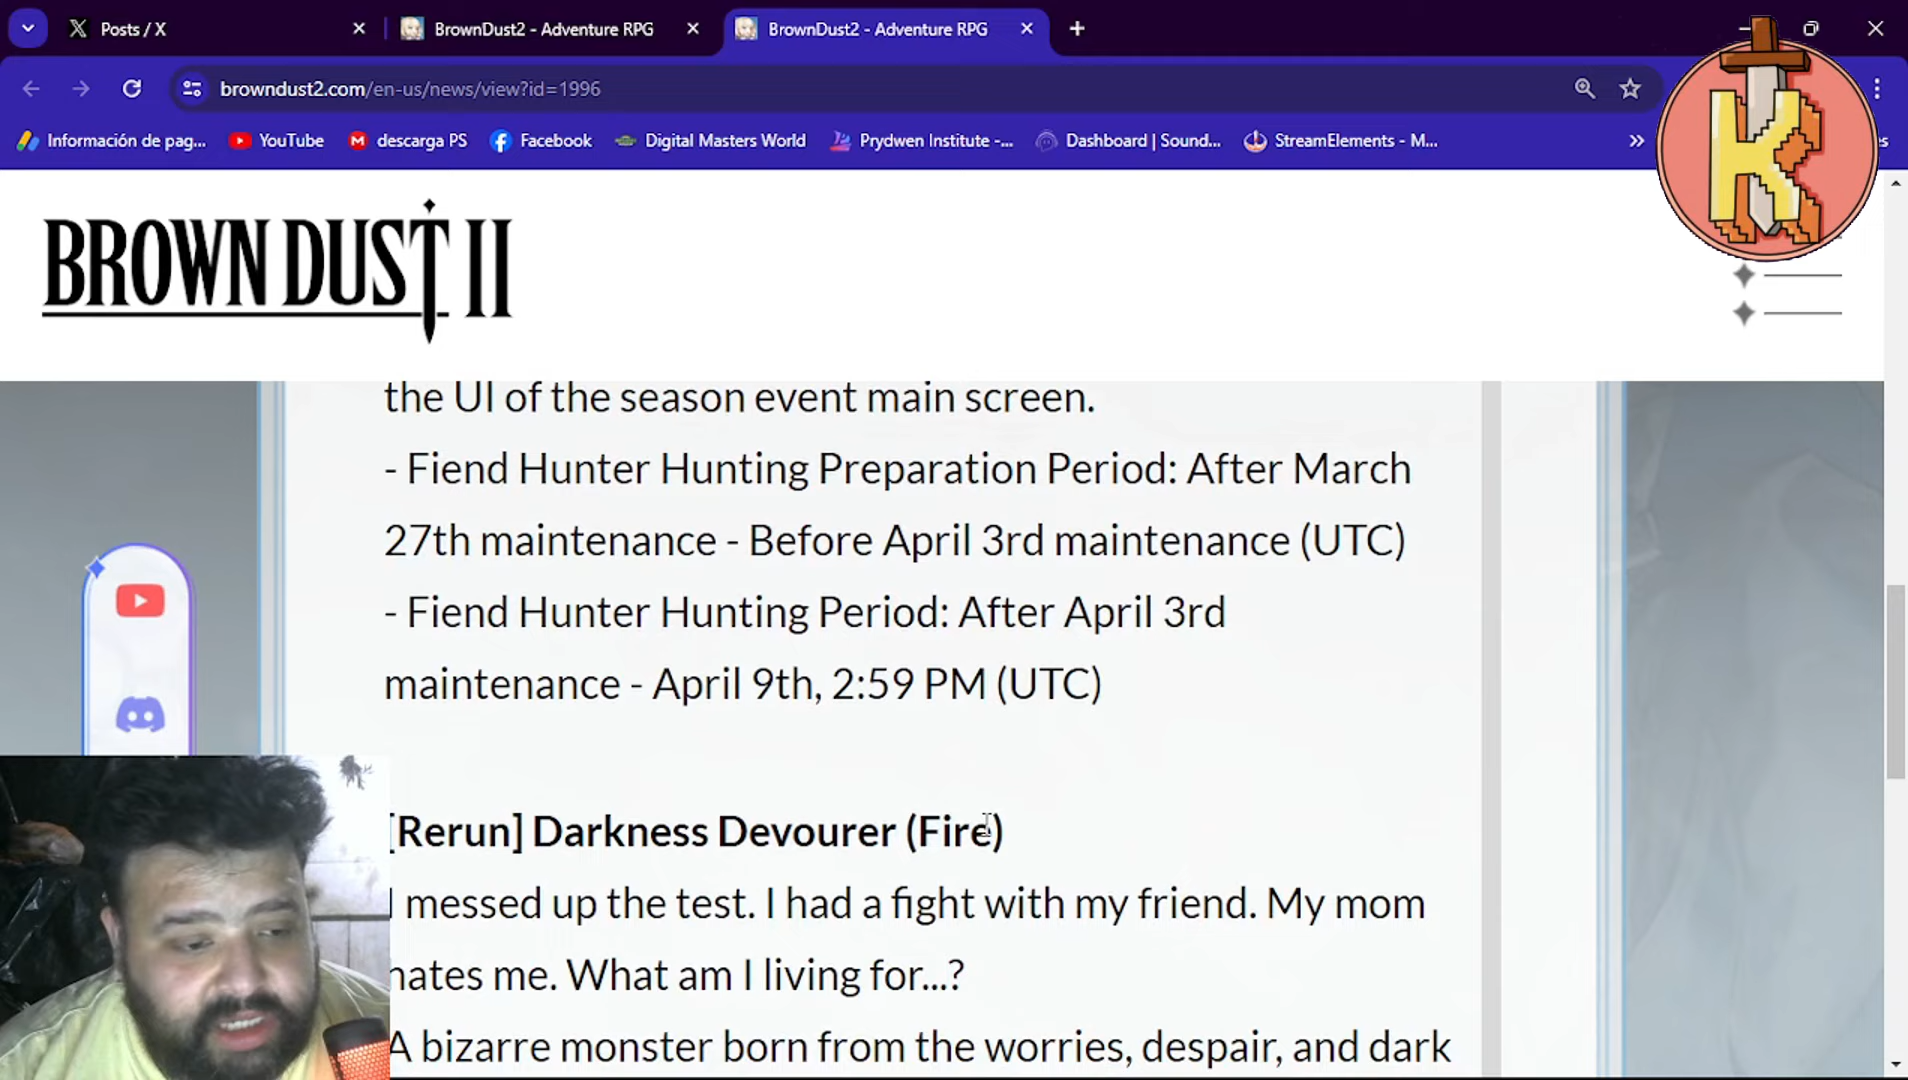 Posts / X
BrownDust2 - Adventure RPG
BrownDust2 - Adventure RPG
browndust2.com/en-us/news/view?id=1996
Información de pag...
YouTube
descarga PS
Facebook
Digital Masters World
Prydwen Institute -...
Dashboard | Sound...
StreamElements - M...
K
BROWN DUST II
the UI of the season event main screen.
- Fiend Hunter Hunting Preparation Period: After March
27th maintenance - Before April 3rd maintenance (UTC)
- Fiend Hunter Hunting Period: After April 3rd
maintenance - April 9th, 2:59 PM (UTC)
[Rerun] Darkness Devourer (Fire)
I messed up the test. I had a fight with my friend. My mom
hates me. What am I living for...?
A bizarre monster born from the worries, despair, and dark